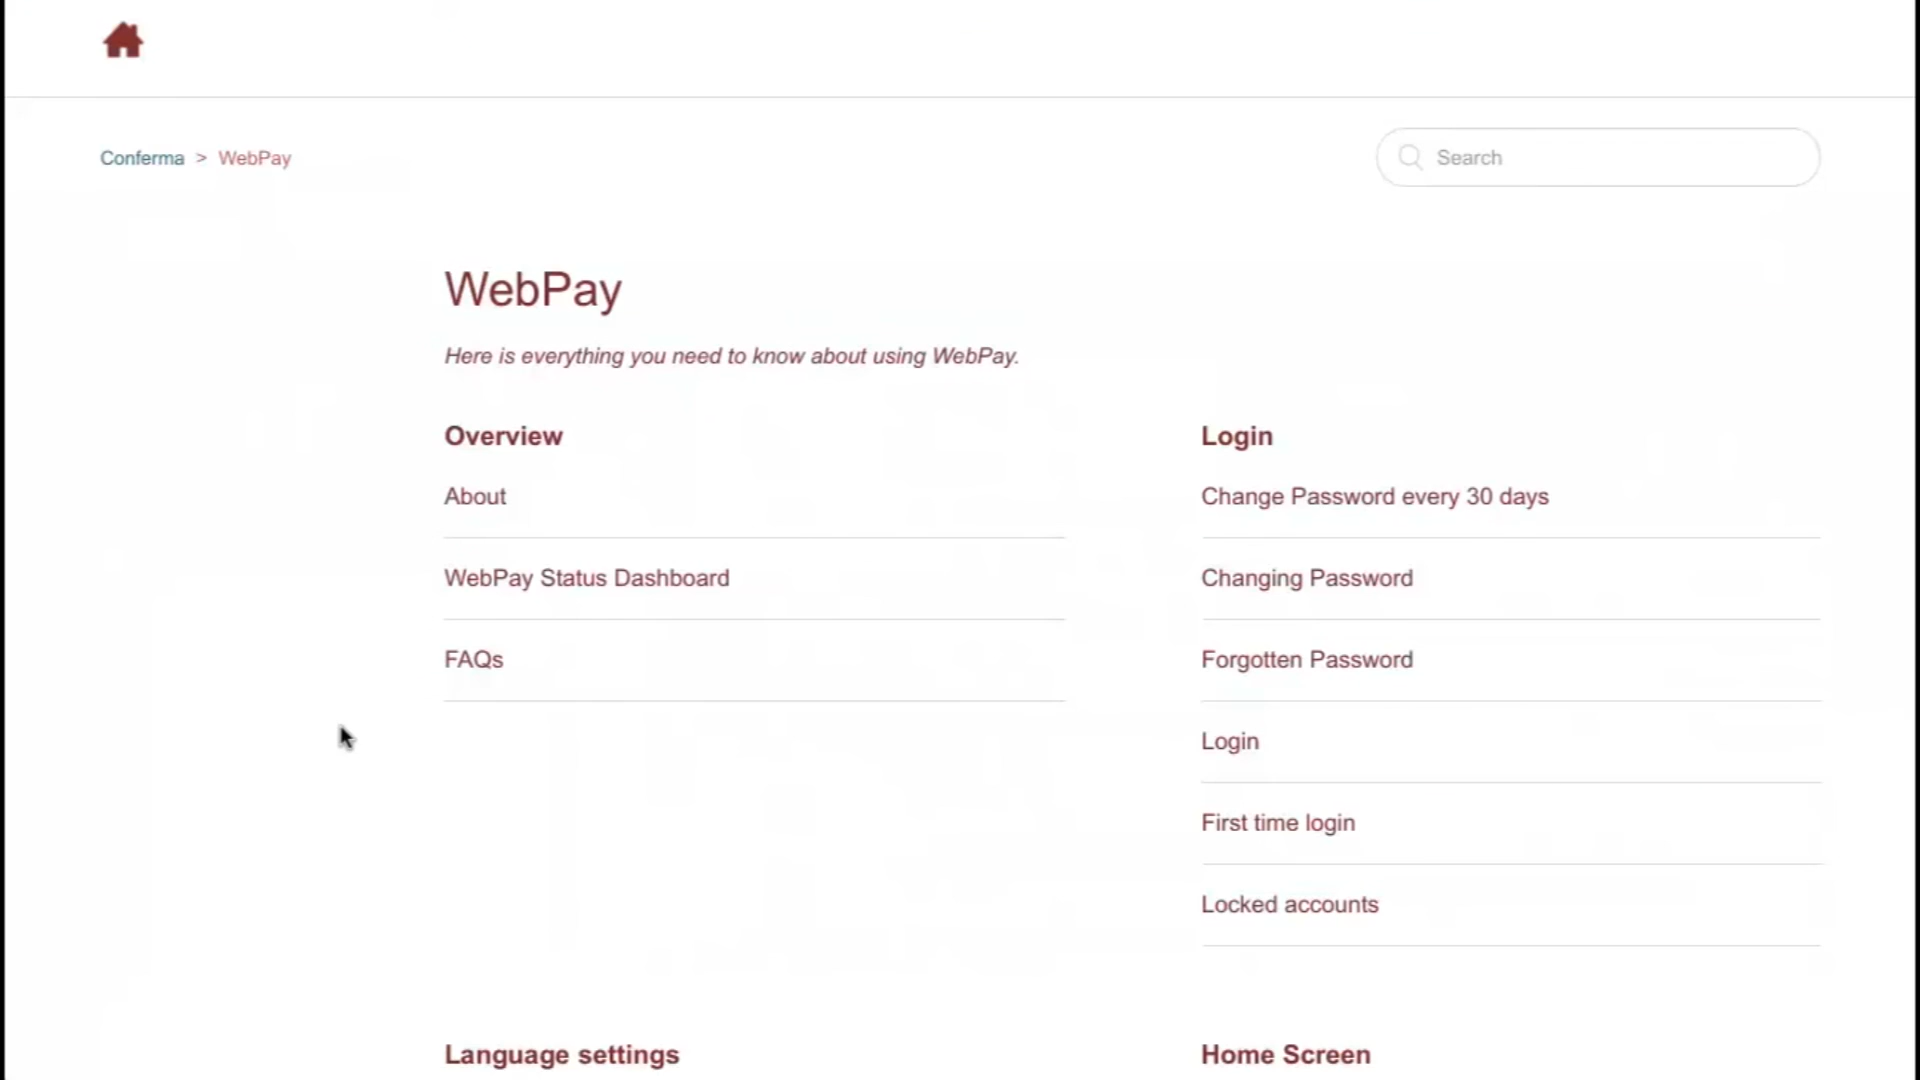 Conferma > WebPay
Search
WebPay
Here is everything you need to know about using WebPay.
Overview
About
WebPay Status Dashboard
FAQs
Login
Change Password every 30 days
Changing Password
Forgotten Password
Login
First time login
Locked accounts
Language settings
Home Screen